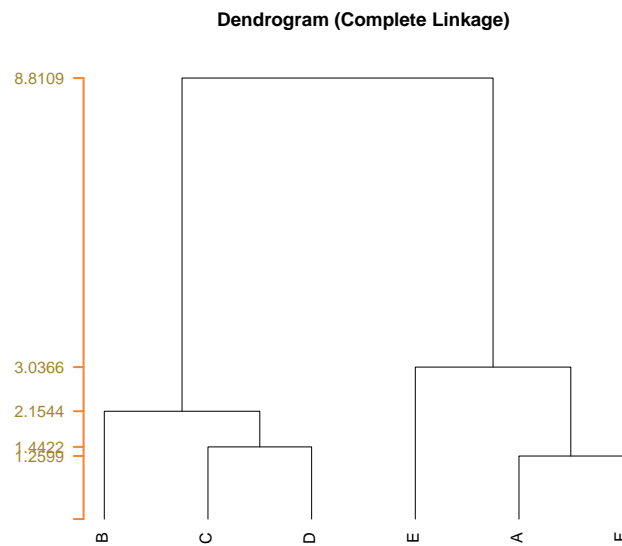 Dendrogram (Complete Linkage)
8.8109
3.0366
2.1544
1.4422
1.2599
B
C
D
E
A